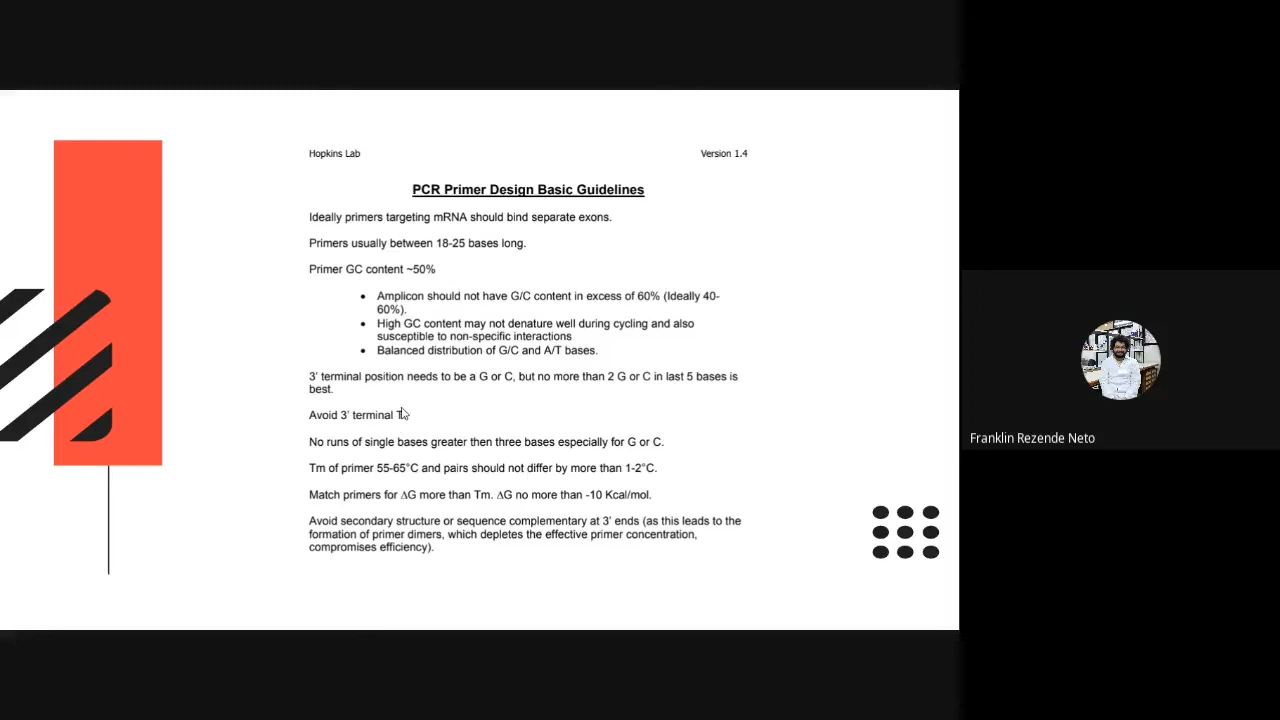 Hopkins Lab
Version 1.4
PCR Primer Design Basic Guidelines
Ideally primers targeting mRNA should bind separate exons.
Primers usually between 18-25 bases long.
Primer GC content ~50%
• Amplicon should not have G/C content in excess of 60% (Ideally 40-
60%).
• High GC content may not denature well during cycling and also
susceptible to non-specific interactions
• Balanced distribution of G/C and A/T bases.
3' terminal position needs to be a G or C, but no more than 2 G or C in last 5 bases is
best.
Avoid 3' terminal T
No runs of single bases greater then three bases especially for G or C.
Tm of primer 55-65°C and pairs should not differ by more than 1-2°C.
Match primers for ΔG more than Tm. ΔG no more than -10 Kcal/mol.
Avoid secondary structure or sequence complementary at 3' ends (as this leads to the
formation of primer dimers, which depletes the effective primer concentration,
compromises efficiency).
Franklin Rezende Neto